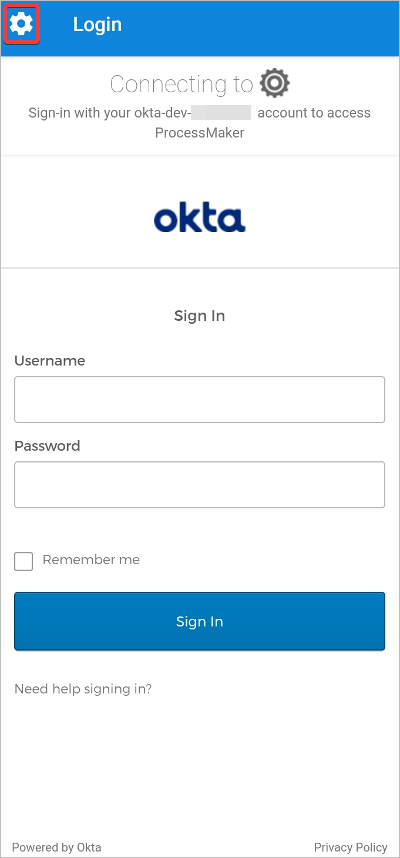 Login
Connecting to
Sign-in with your okta-dev- account to access
ProcessMaker
okta
Sign In
Username
Password
Remember me
Sign In
Need help signing in?
Powered by Okta Privacy Policy